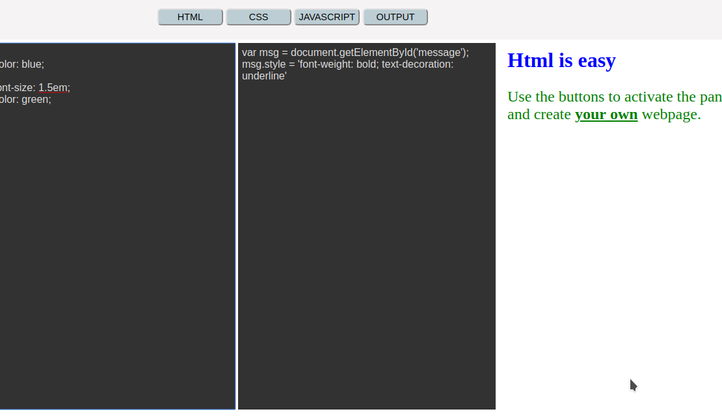 HTML CSS JAVASCRIPT OUTPUT
olor: blue;
ont-size: 1.5em;
olor: green;
var msg = document.getElementById('message');
msg.style = 'font-weight: bold; text-decoration:
underline'
Html is easy
Use the buttons to activate the pan
and create your own webpage.